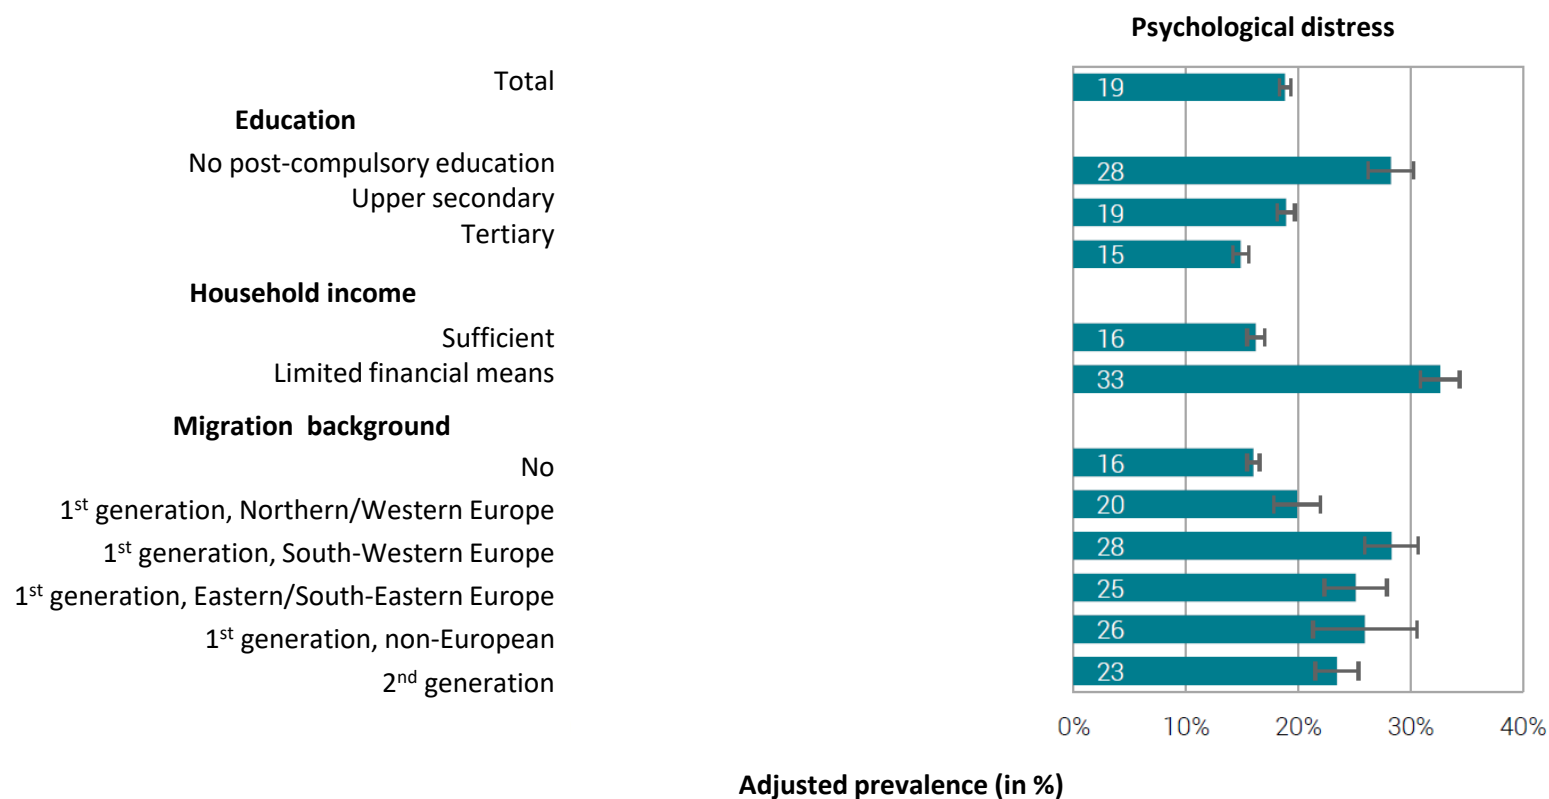 Psychological distress
Total 19
Education
No post-compulsory education 28
Upper secondary 19
Tertiary 15
Household income
Sufficient 16
Limited financial means 33
Migration background
No 16
1st generation, Northern/Western Europe 20
1st generation, South-Western Europe 28
1st generation, Eastern/South-Eastern Europe 25
1st generation, non-European 26
2nd generation 23
0% 10% 20% 30% 40%
Adjusted prevalence (in %)